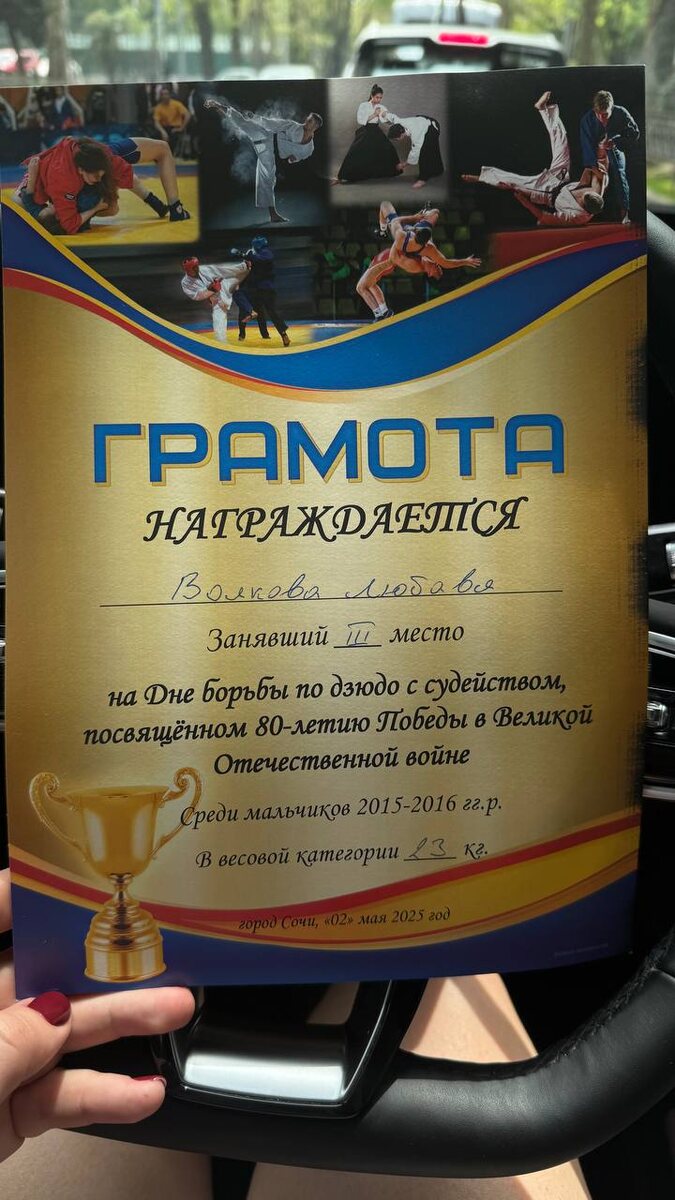 ГРАМОТА
НАГРАЖДАЕТСЯ
Волкова Любавя
Занявший III место
на Дне борьбы по дзюдо с судейством,
посвящённом 80-летию Победы в Великой
Отечественной войне
Среди мальчиков 2015-2016 гг.р.
В весовой категории 23 кг.
город Сочи, «02» мая 2025 год